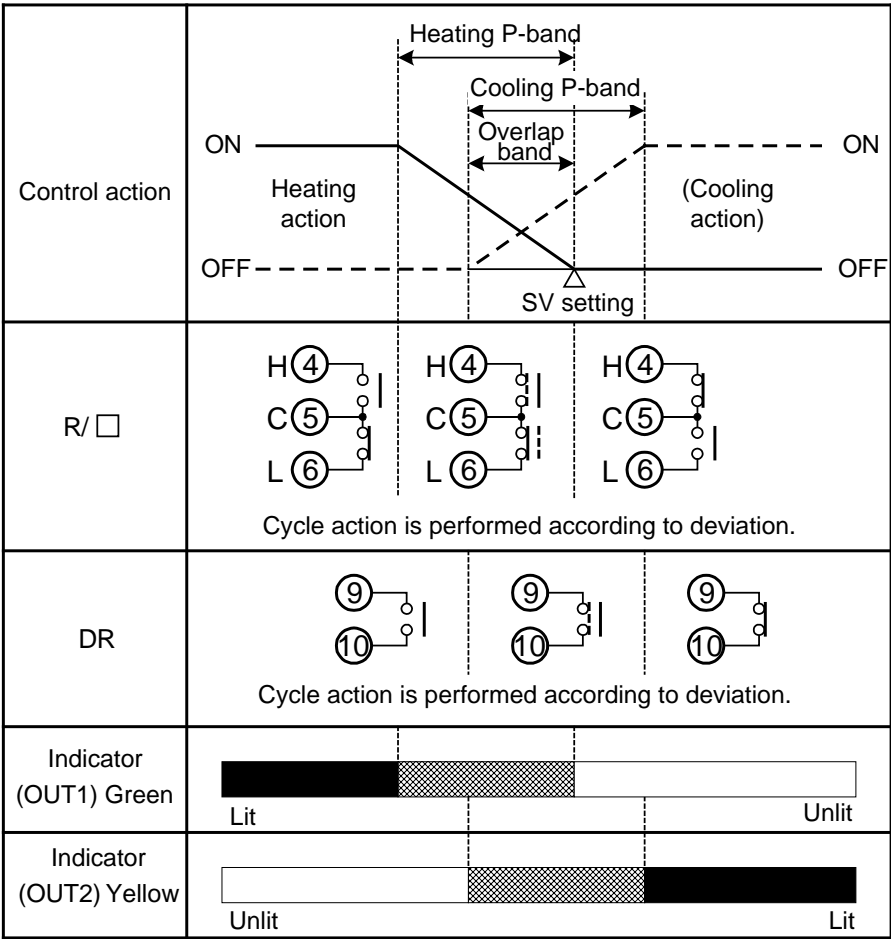 Heating P-band
Cooling P-band
Overlap
band
ON
ON
Control action
Heating
action
(Cooling
action)
OFF
OFF
SV setting
R/ □
H 4 H 4 H 4
C 5 C 5 C 5
L 6 L 6 L 6
Cycle action is performed according to deviation.
DR
9 9 9
10 10 10
Cycle action is performed according to deviation.
Indicator
(OUT1) Green
Lit
Unlit
Indicator
(OUT2) Yellow
Unlit
Lit